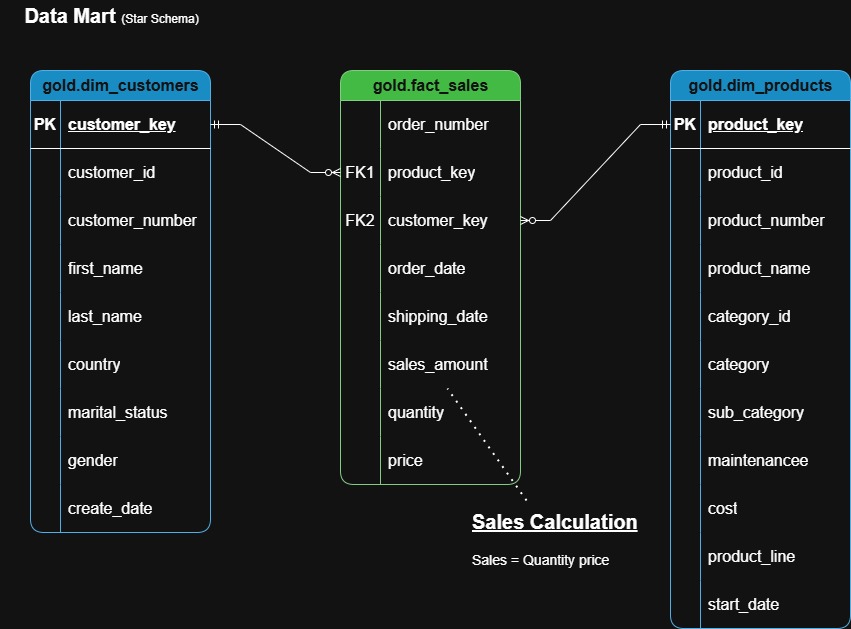 Data Mart (Star Schema)
gold.dim_customers
PK customer_key
customer_id
customer_number
first_name
last_name
country
marital_status
gender
create_date
gold.fact_sales
order_number
FK1 product_key
FK2 customer_key
order_date
shipping_date
sales_amount
quantity
price
Sales Calculation
Sales = Quantity price
gold.dim_products
PK product_key
product_id
product_number
product_name
category_id
category
sub_category
maintenancee
cost
product_line
start_date